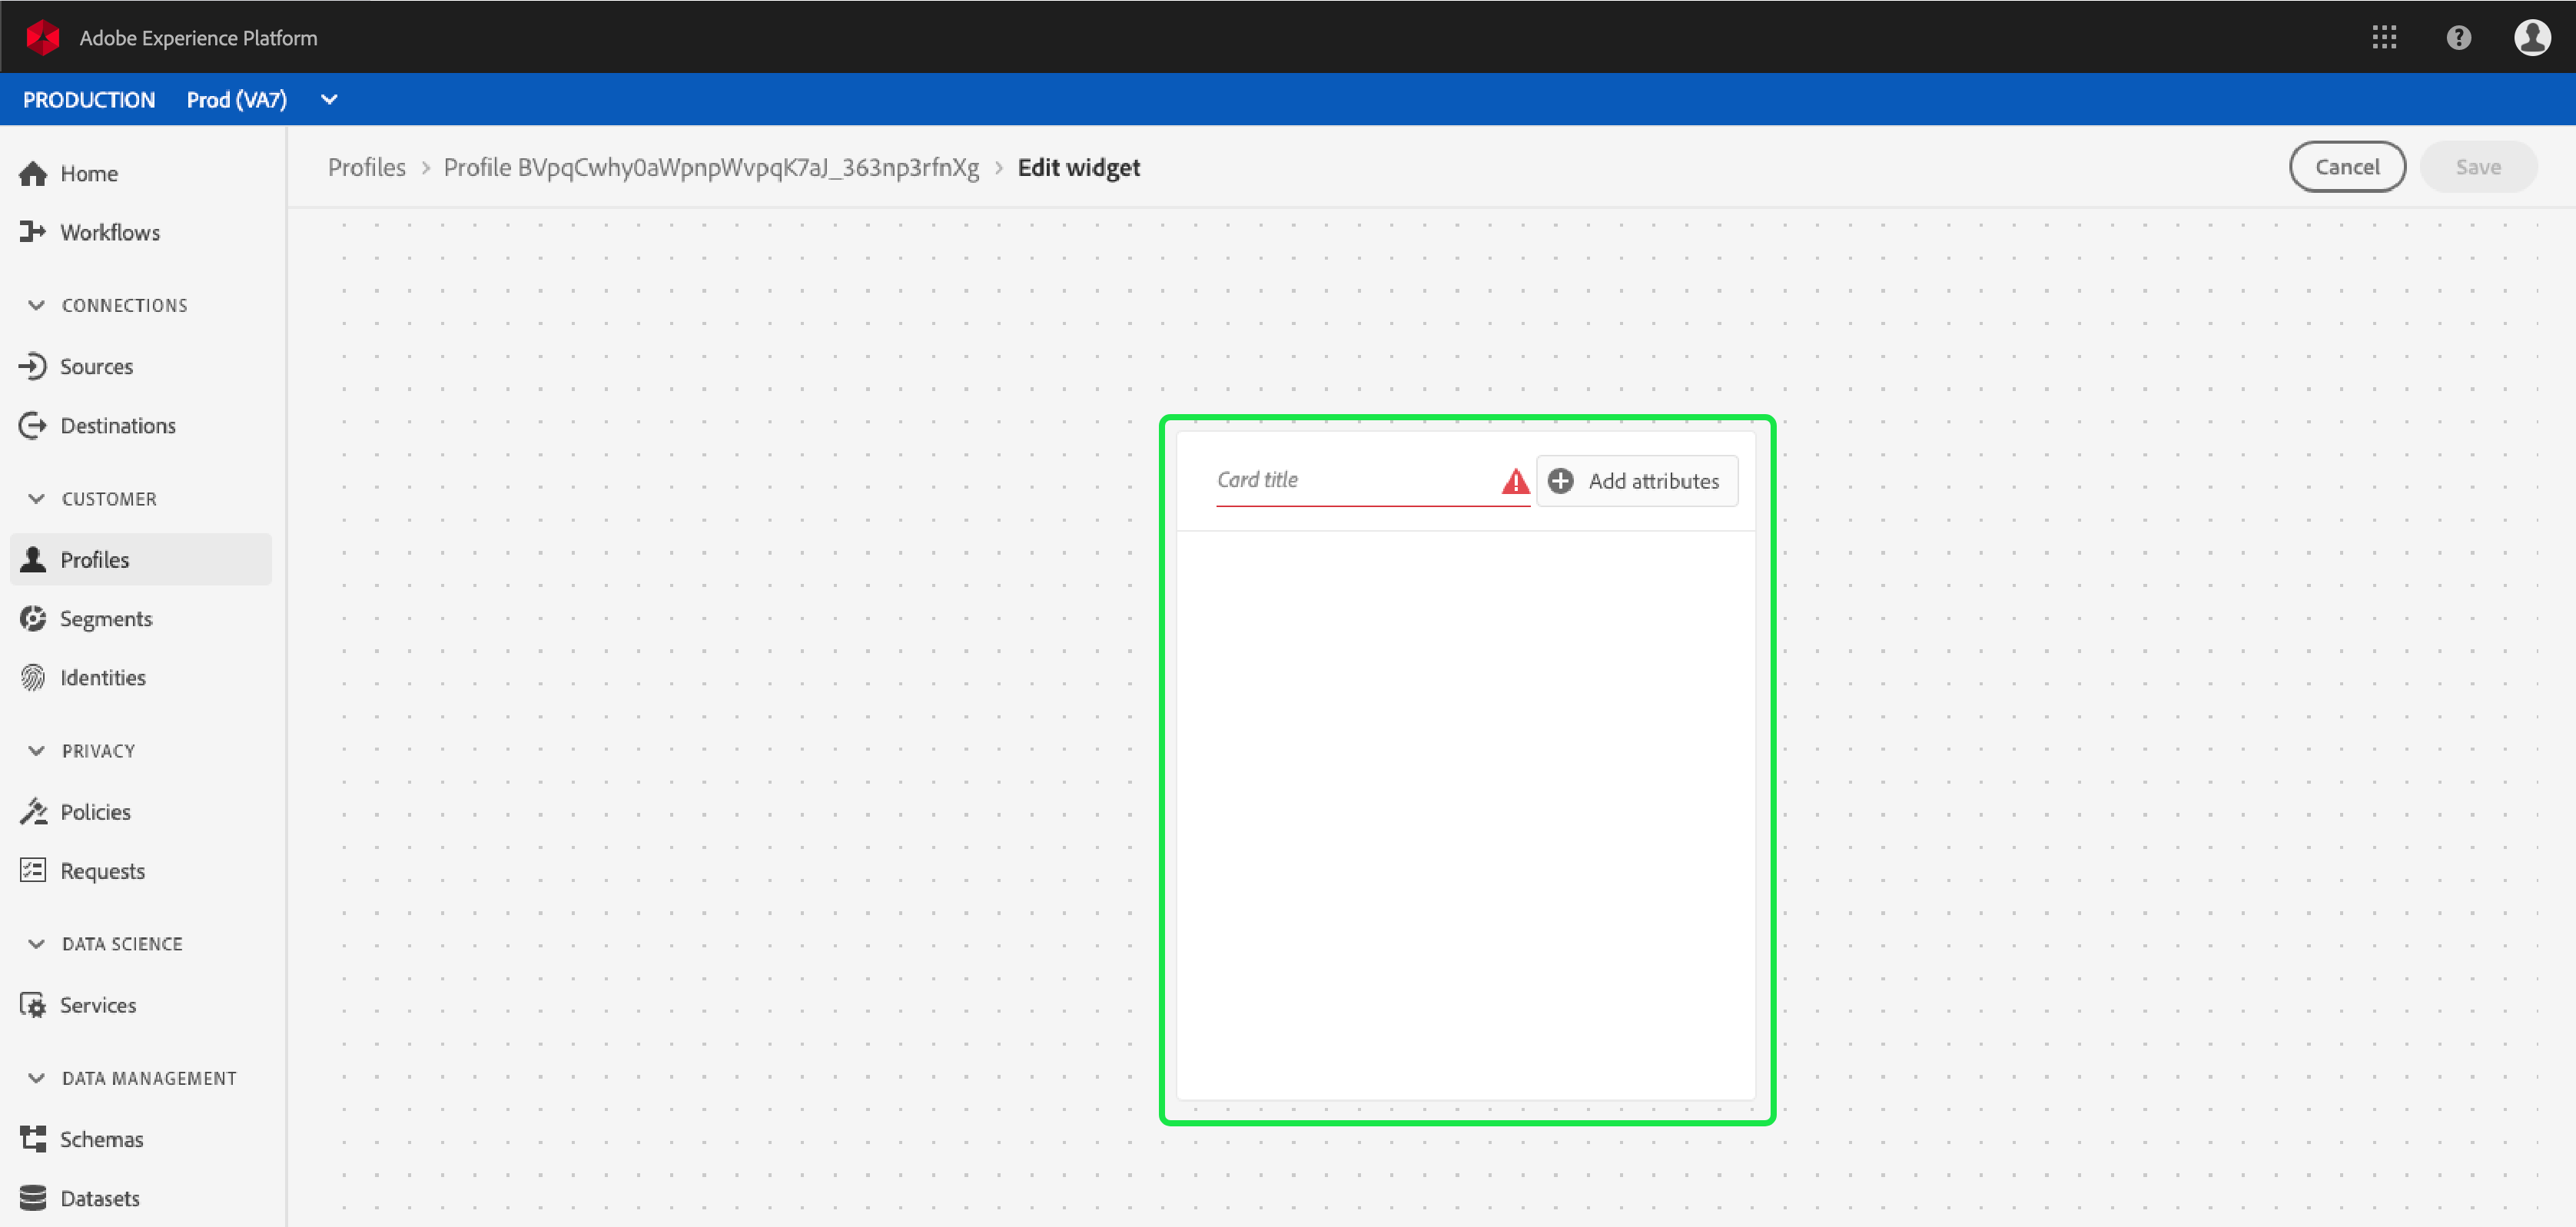 Adobe Experience Platform
PRODUCTION Prod (VA7)
Home
Workflows
CONNECTIONS
Sources
Destinations
CUSTOMER
Profiles
Segments
Identities
PRIVACY
Policies
Requests
DATA SCIENCE
Services
DATA MANAGEMENT
Schemas
Datasets
Profiles > Profile BVpqCwhy0aWpnpWvpqK7aJ_363np3rfnXg > Edit widget
Cancel
Save
Card title
Add attributes